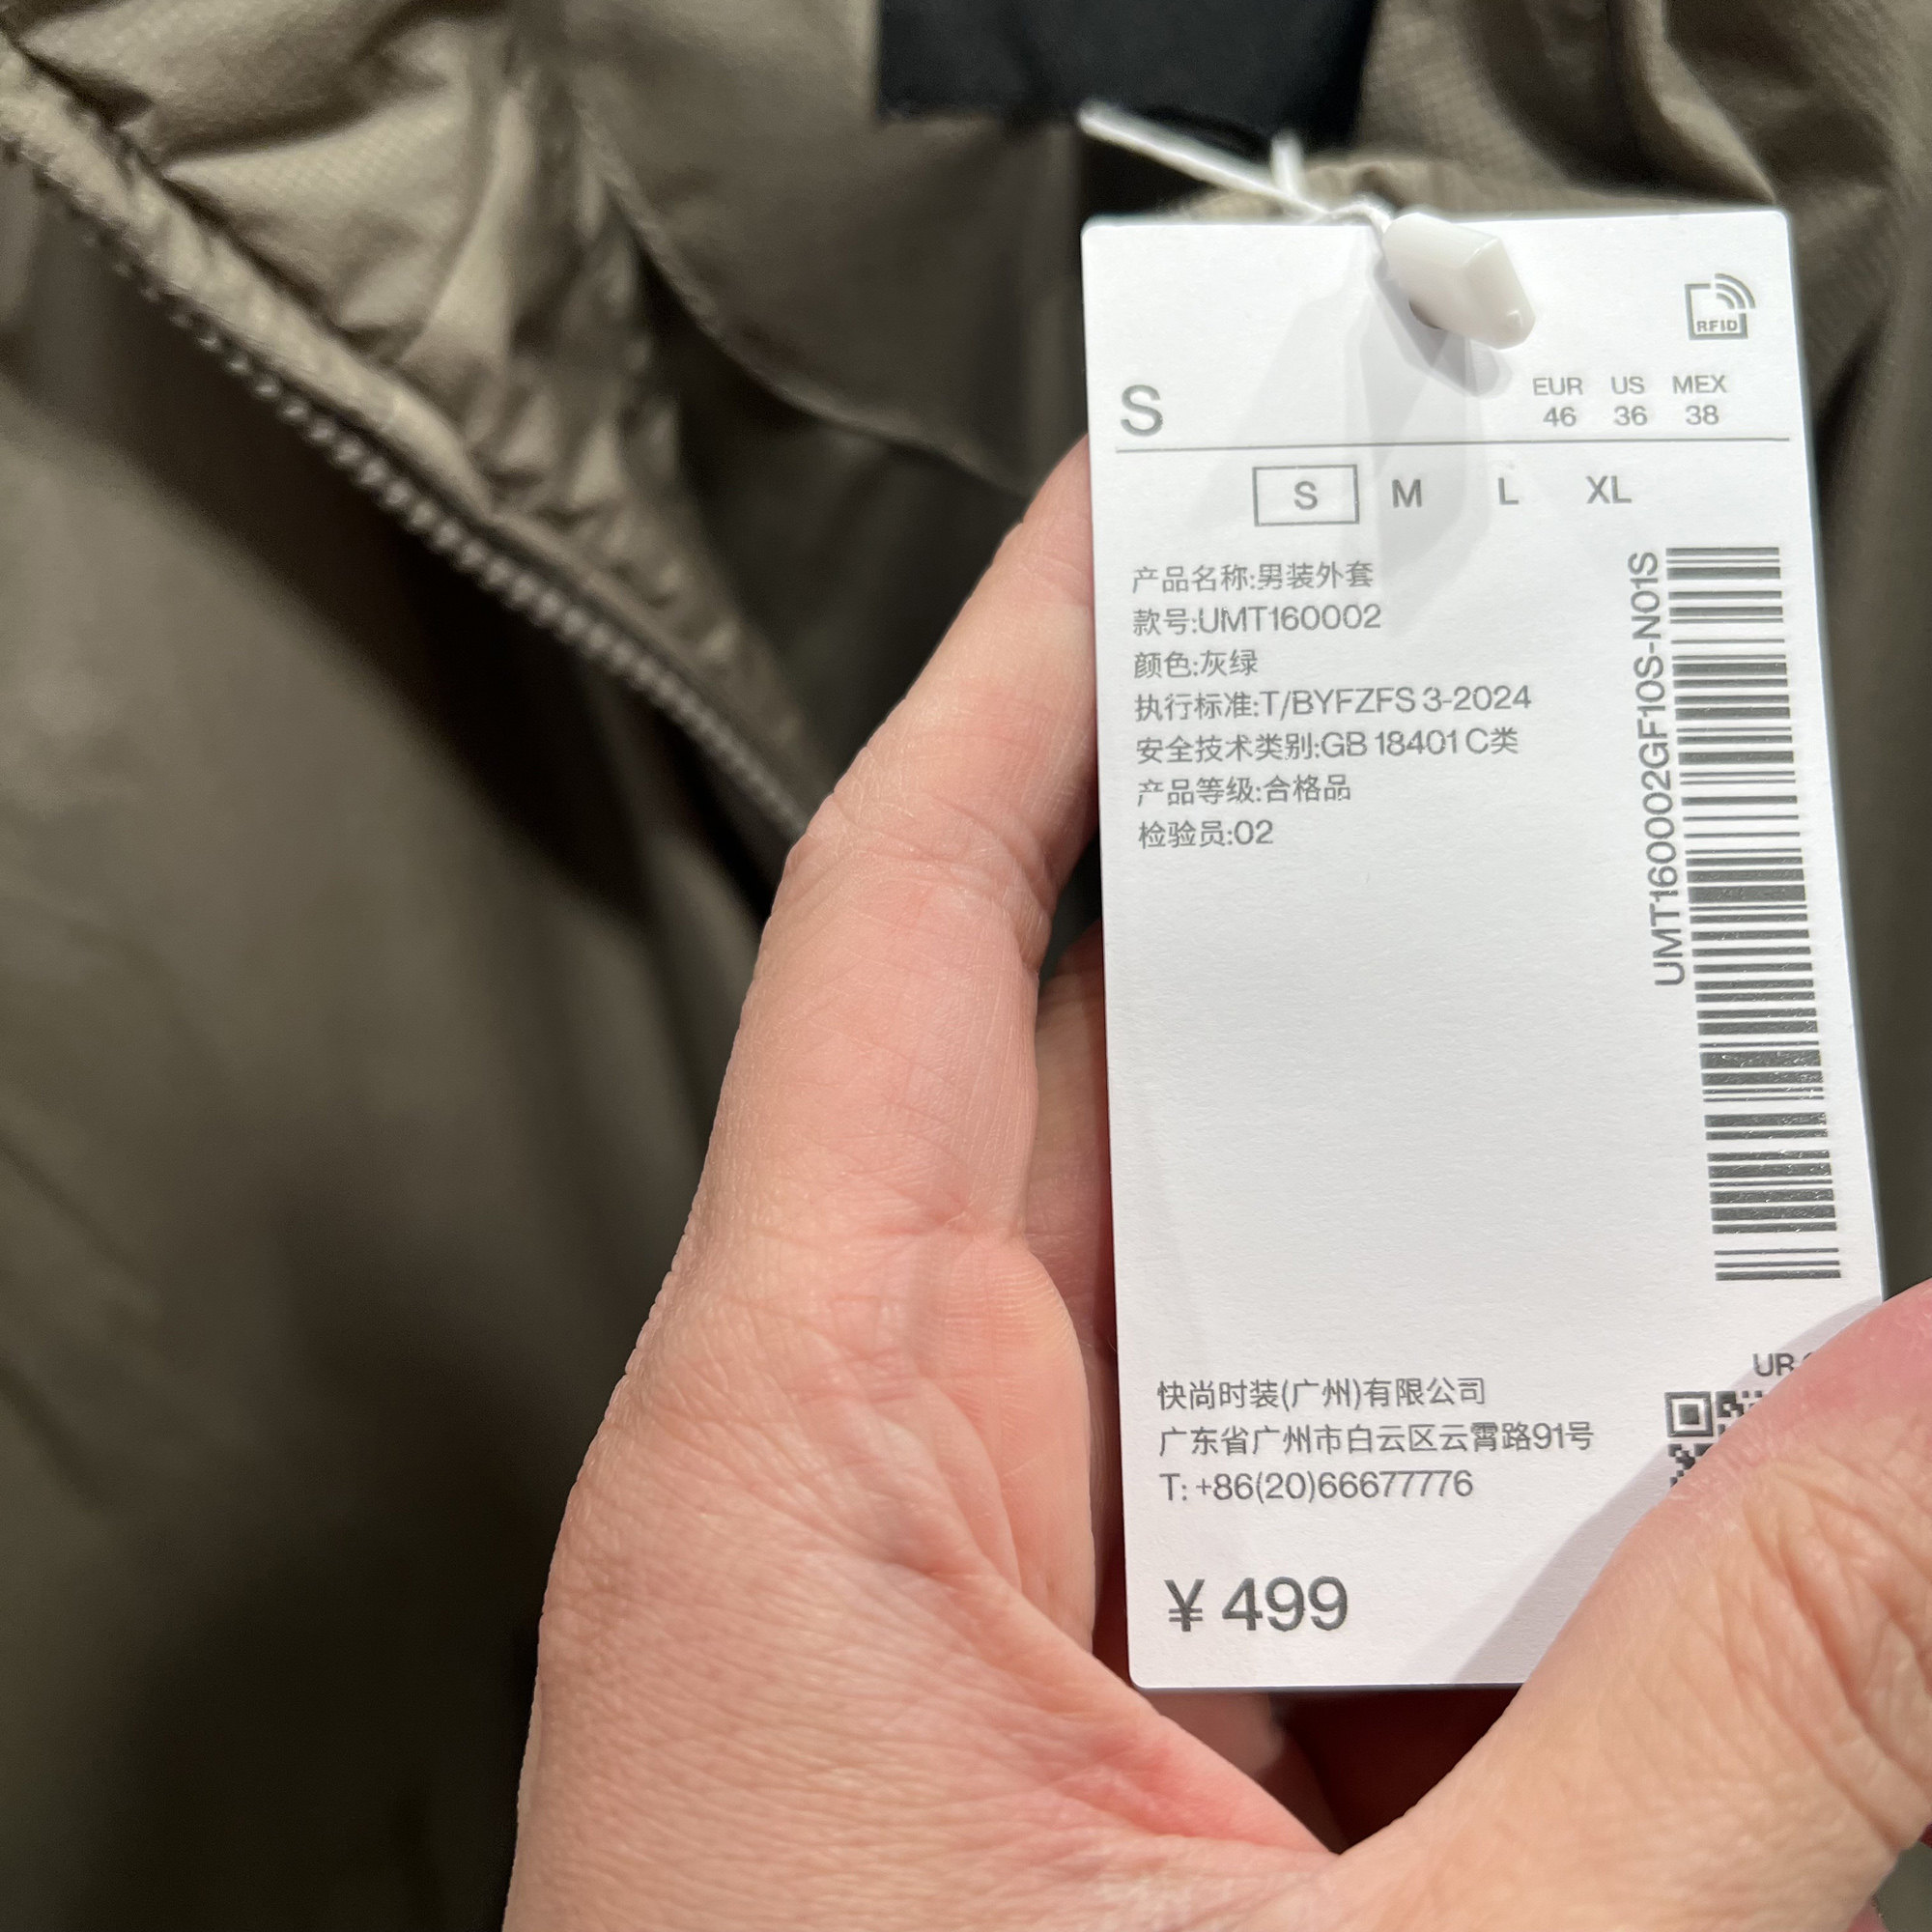 RFID
S
EUR US MEX
46 36 38
S M L XL
产品名称:男装外套
款号:UMT160002
颜色:灰绿
执行标准:T/BYFZFS 3-2024
安全技术类别:GB 18401 C类
产品等级:合格品
检验员:02
UMT160002GF10S-N01S
快尚时装(广州)有限公司
广东省广州市白云区云霄路91号
T: +86(20)66677776
UR
¥ 499